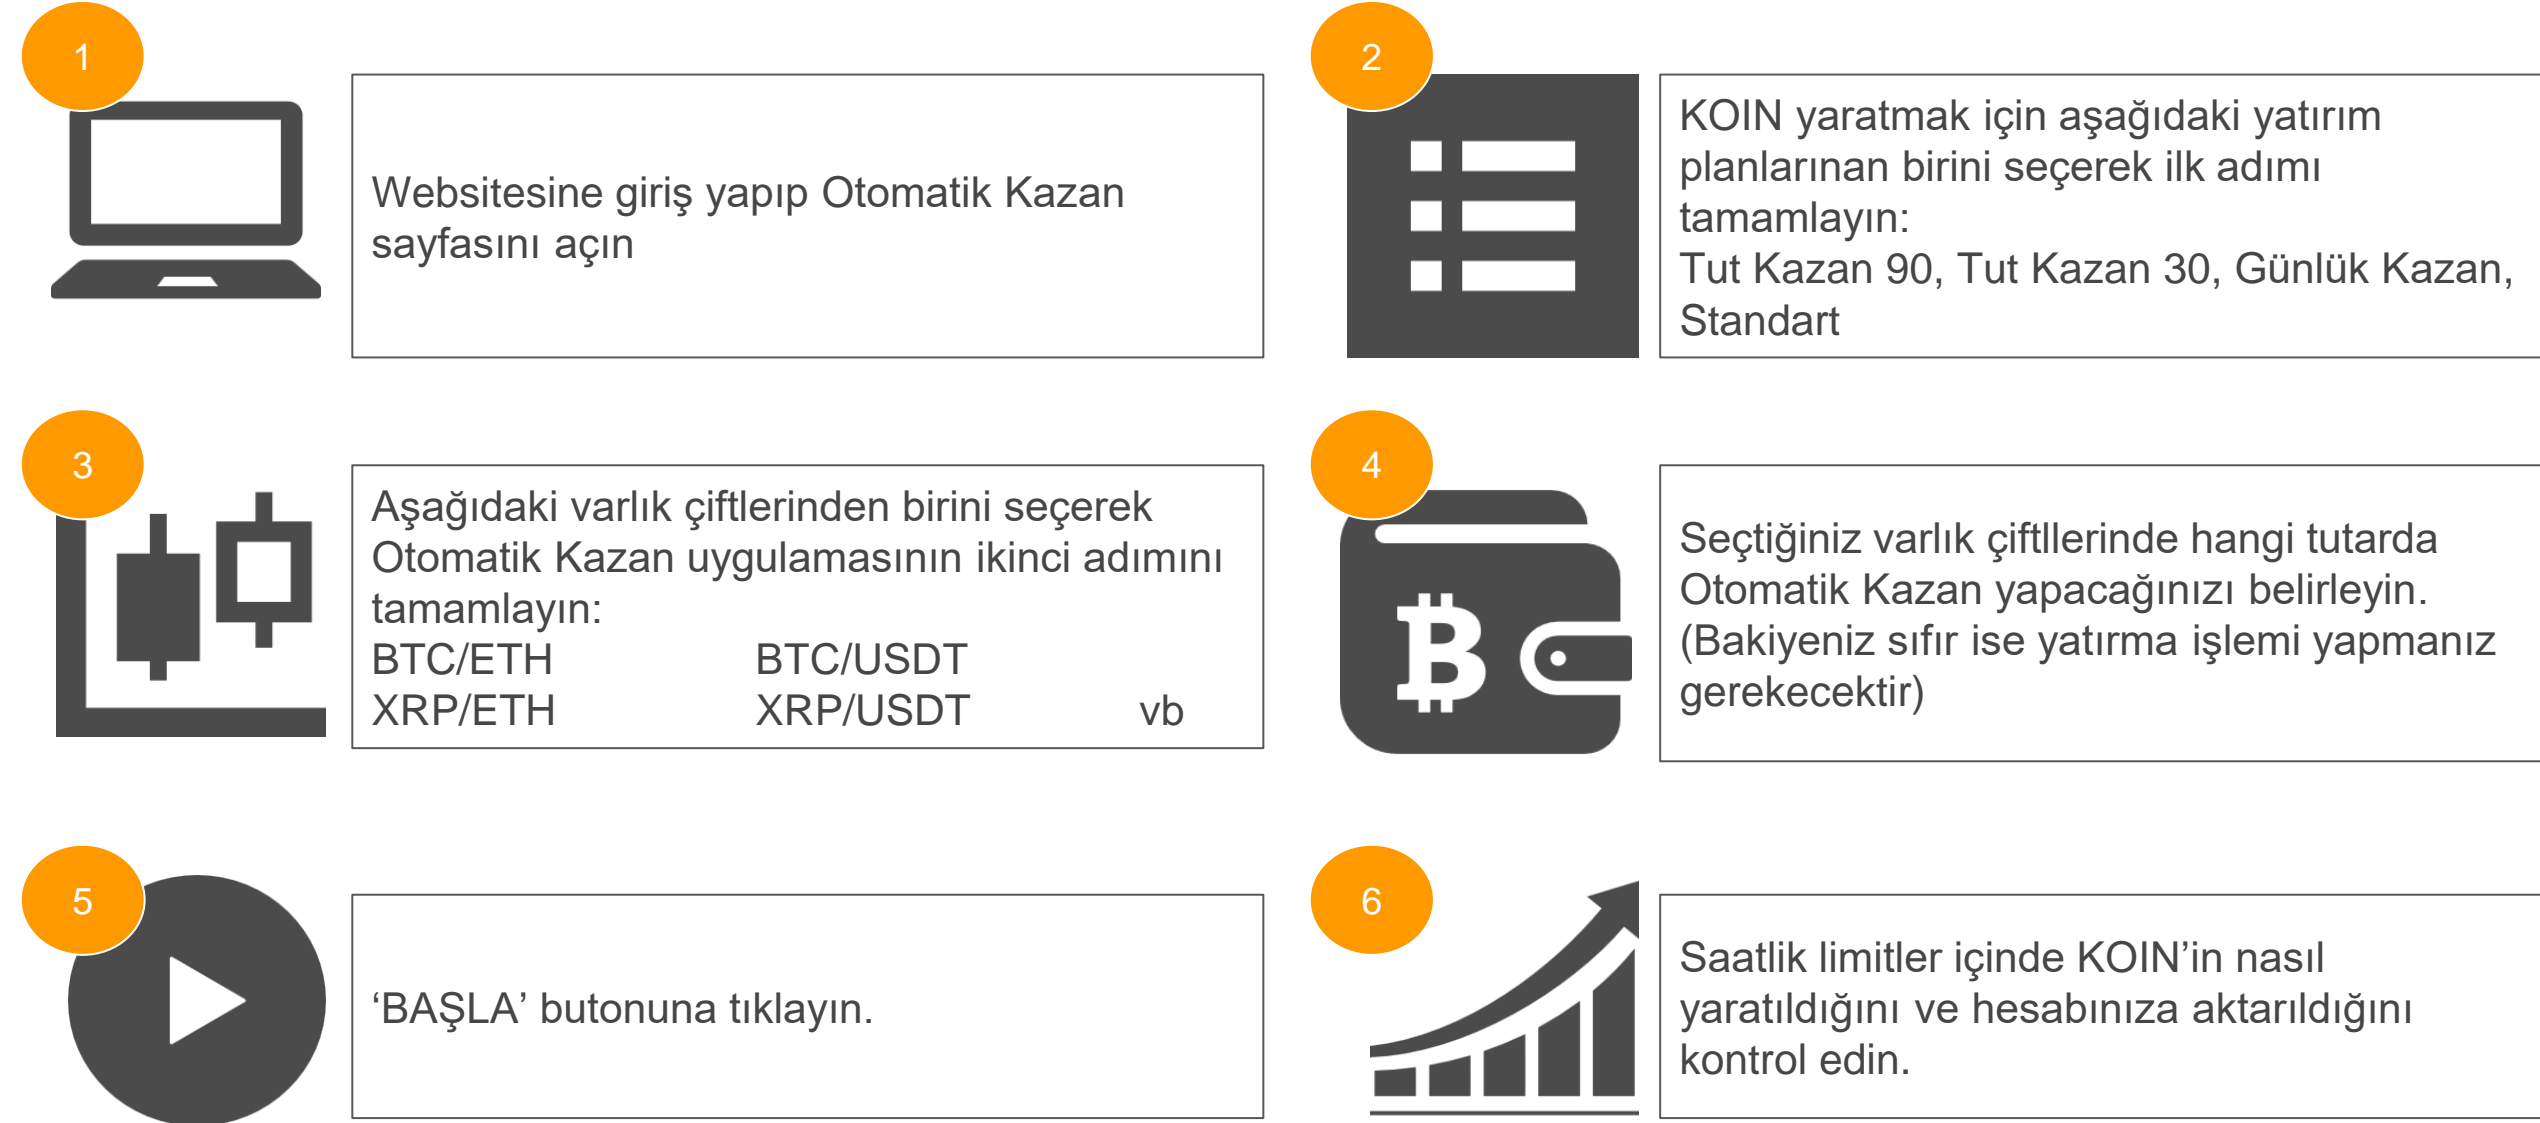 1
Websitesine giriş yapıp Otomatik Kazan
sayfasını açın
2
KOIN yaratmak için aşağıdaki yatırım
planlarınan birini seçerek ilk adımı
tamamlayın:
Tut Kazan 90, Tut Kazan 30, Günlük Kazan,
Standart
3
Aşağıdaki varlık çiftlerinden birini seçerek
Otomatik Kazan uygulamasının ikinci adımını
tamamlayın:
BTC/ETH BTC/USDT
XRP/ETH XRP/USDT vb
4
Seçtiğiniz varlık çiftllerinde hangi tutarda
Otomatik Kazan yapacağınızı belirleyin.
(Bakiyeniz sıfır ise yatırma işlemi yapmanız
gerekecektir)
5
‘BAŞLA’ butonuna tıklayın.
6
Saatlik limitler içinde KOIN’in nasıl
yaratıldığını ve hesabınıza aktarıldığını
kontrol edin.